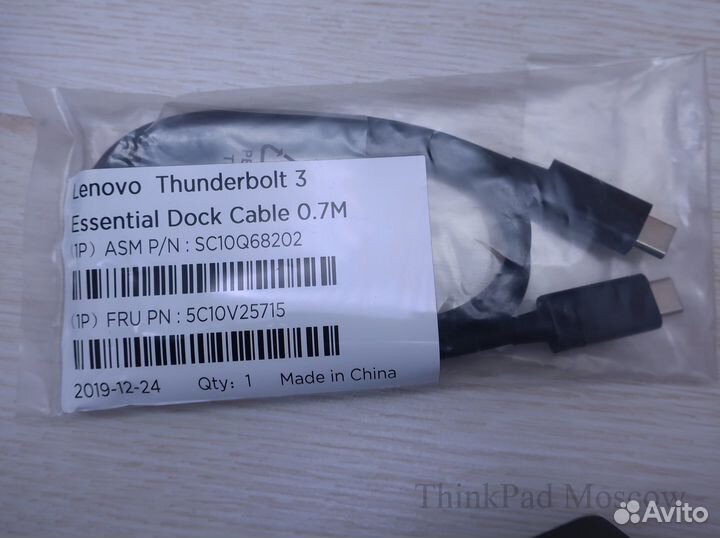 Lenovo Thunderbolt 3
Essential Dock Cable 0.7M
(1P) ASM P/N : SC10Q68202
(1P) FRU PN : 5C10V25715
2019-12-24 Qty: 1 Made in China
ThinkPad Moscow
Avito